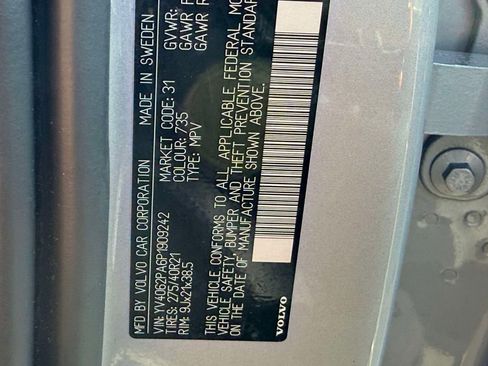 MFD BY VOLVO CAR CORPORATION MADE IN SWEDEN
VIN: YV4062PA6P1909242 MARKET CODE: 31 GVWR:
TIRES: 275/40R21 COLOUR: 735 GAWR F
RIM: 9Jx21x38.5 TYPE: MPV GAWR R
THIS VEHICLE CONFORMS TO ALL APPLICABLE FEDERAL MO
VEHICLE SAFETY, BUMPER AND THEFT PREVENTION STANDAR
THE DATE OF MANUFACTURE SHOWN ABOVE.
VOLVO